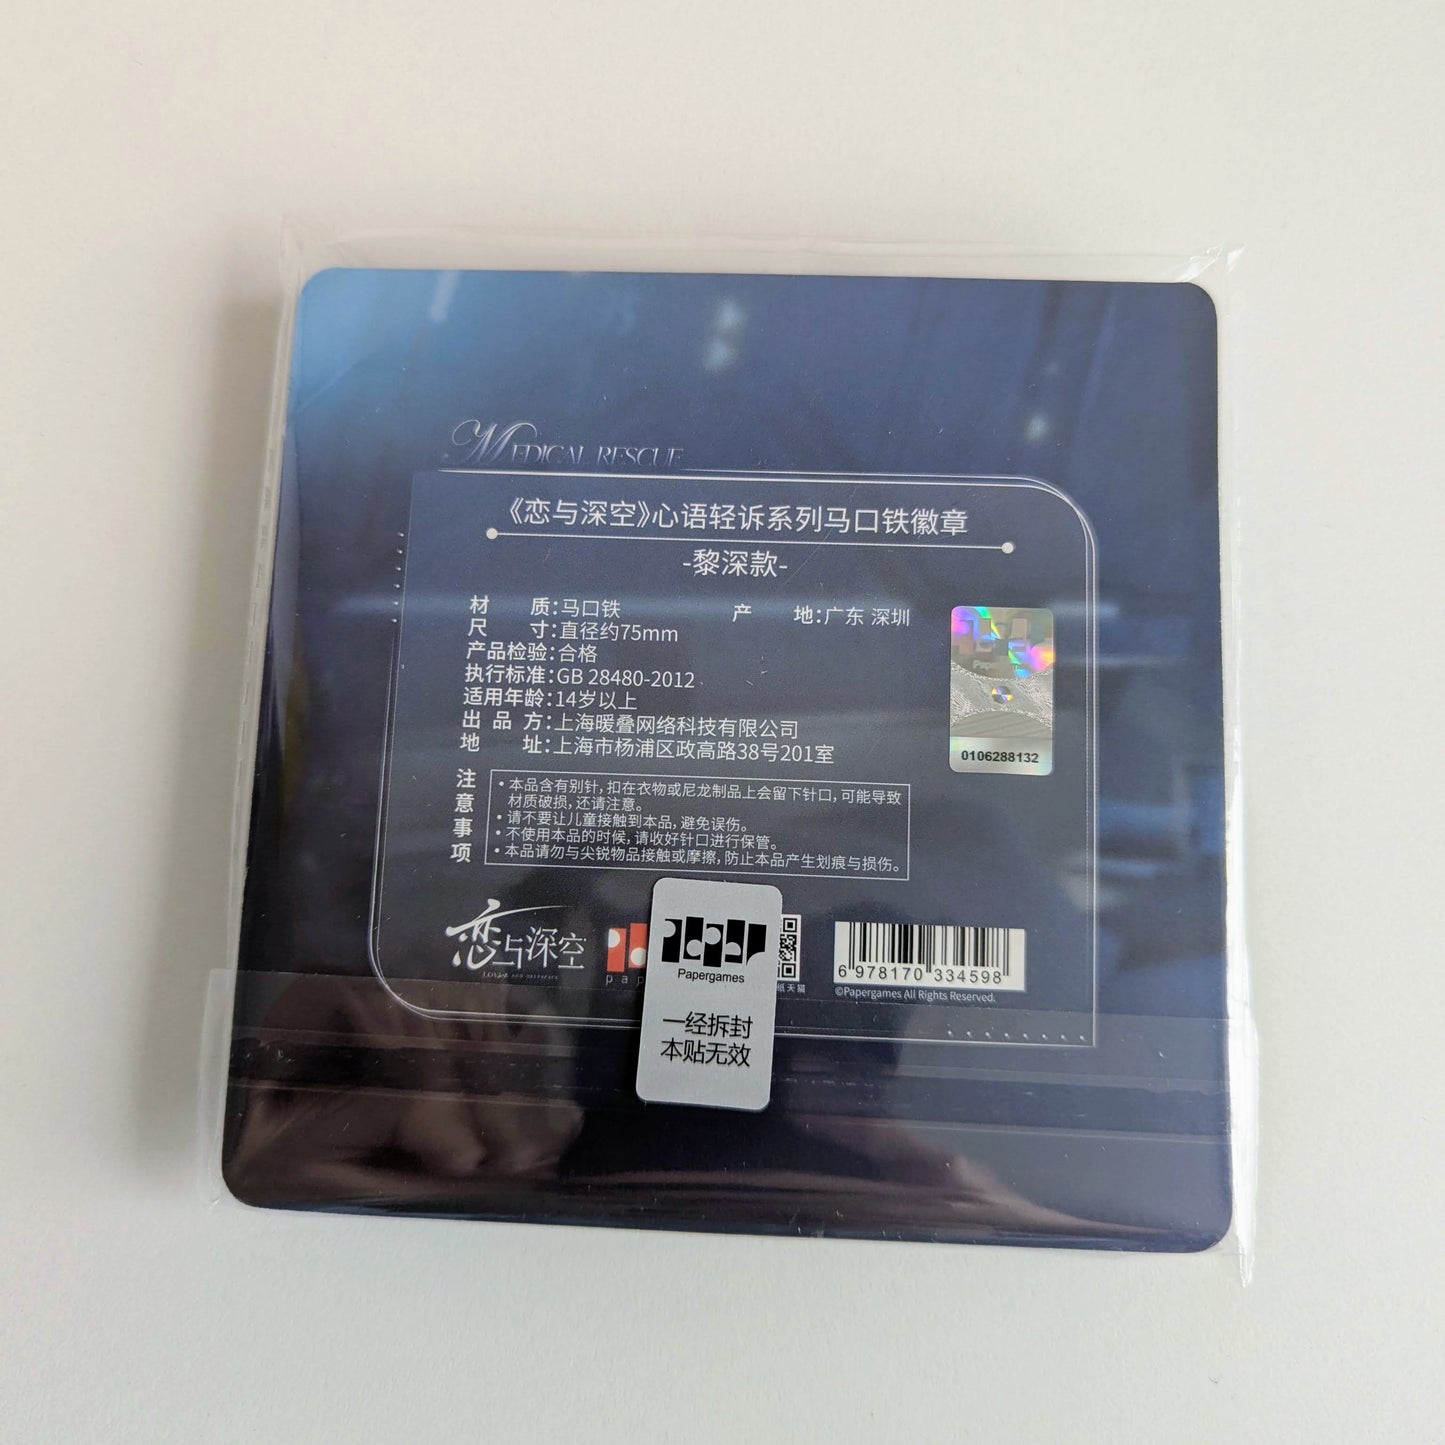 MEDICAL RESCUE
《恋与深空》心语轻诉系列马口铁徽章
-黎深款-
材 质:马口铁 产 地:广东 深圳
尺 寸:直径约75mm
产品检验:合格
执行标准:GB 28480-2012
适用年龄:14岁以上
出 品 方:上海暖叠网络科技有限公司
地 址:上海市杨浦区政高路38号201室
0106288132
注意事项
• 本品含有别针,扣在衣物或尼龙制品上会留下针口,可能导致
材质破损,还请注意。
• 请不要让儿童接触到本品,避免误伤。
• 不使用本品的时候,请收好针口进行保管。
• 本品请勿与尖锐物品接触或摩擦,防止本品产生划痕与损伤。
恋与深空
LOVE AND DEEPSPACE
pap
papar
Papergames
一经拆封
本贴无效
纸天猫
6 978170 334598
©Papergames All Rights Reserved.